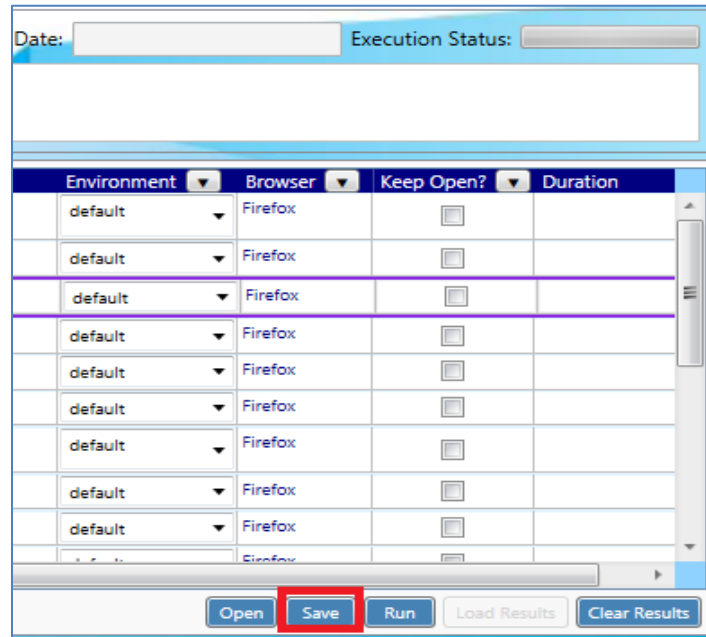 Date: Execution Status:
Environment Browser Keep Open? Duration
default Firefox
default Firefox
default Firefox
default Firefox
default Firefox
default Firefox
default Firefox
default Firefox
default Firefox
Open Save Run Load Results Clear Results